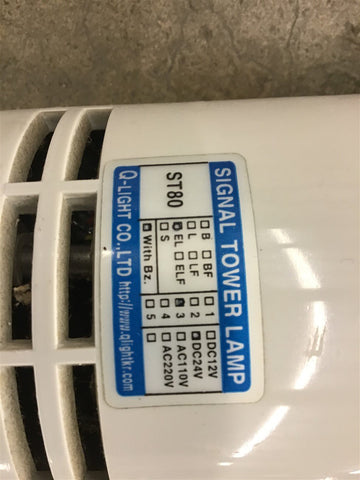 SIGNAL TOWER LAMP
ST80
□ B □ BF □ 1 □ DC12V
□ L □ LF □ 2 ■ DC24V
■ EL □ ELF ■ 3 □ AC110V
□ S □ 4 □ AC220V
■ With Bz. □ 5
Q-LIGHT CO.,LTD http://www.qlightkr.com